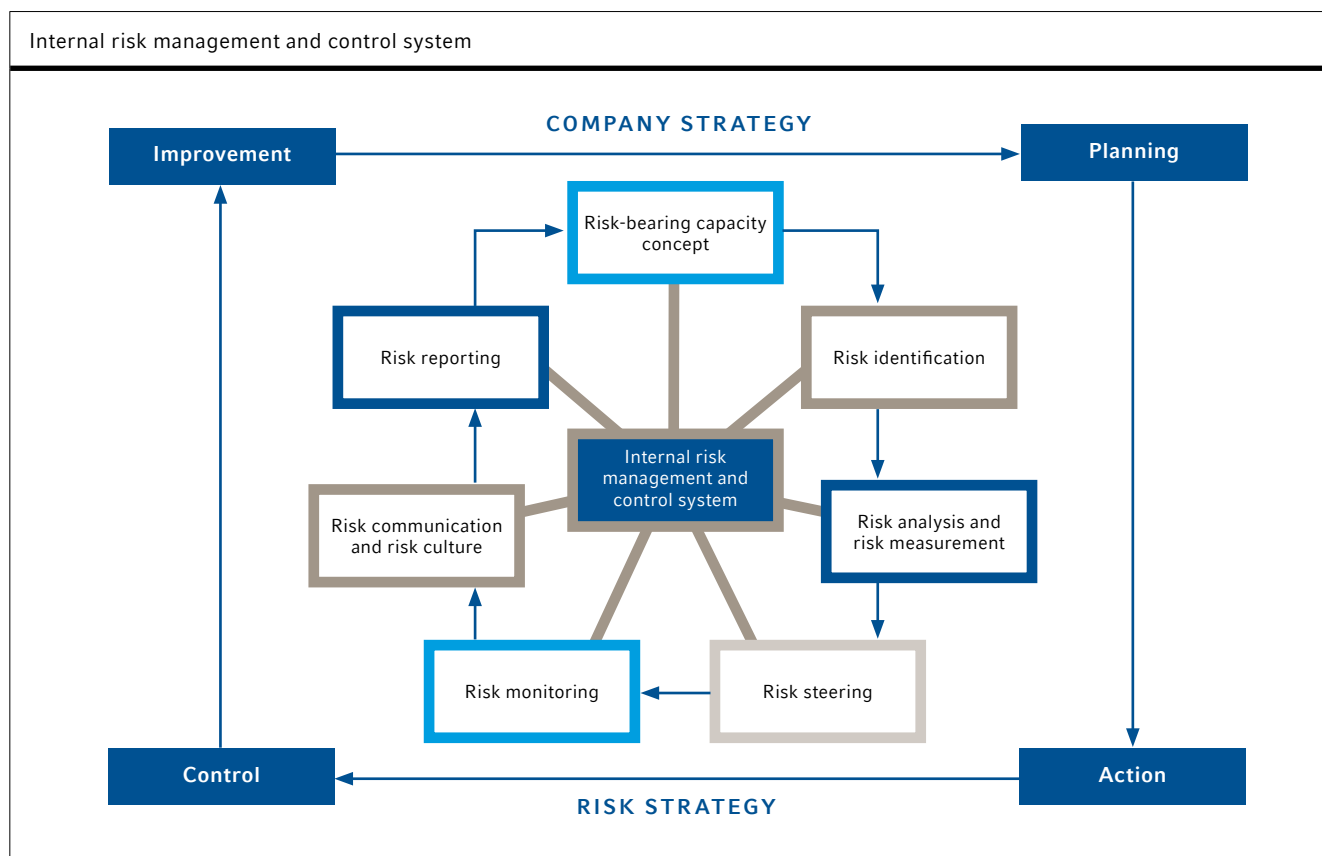 Internal risk management and control system
COMPANY STRATEGY
Improvement
Planning
Risk-bearing capacity
concept
Risk reporting
Risk identification
Internal risk
management and
control system
Risk communication
and risk culture
Risk analysis and
risk measurement
Risk monitoring
Risk steering
Control
Action
RISK STRATEGY